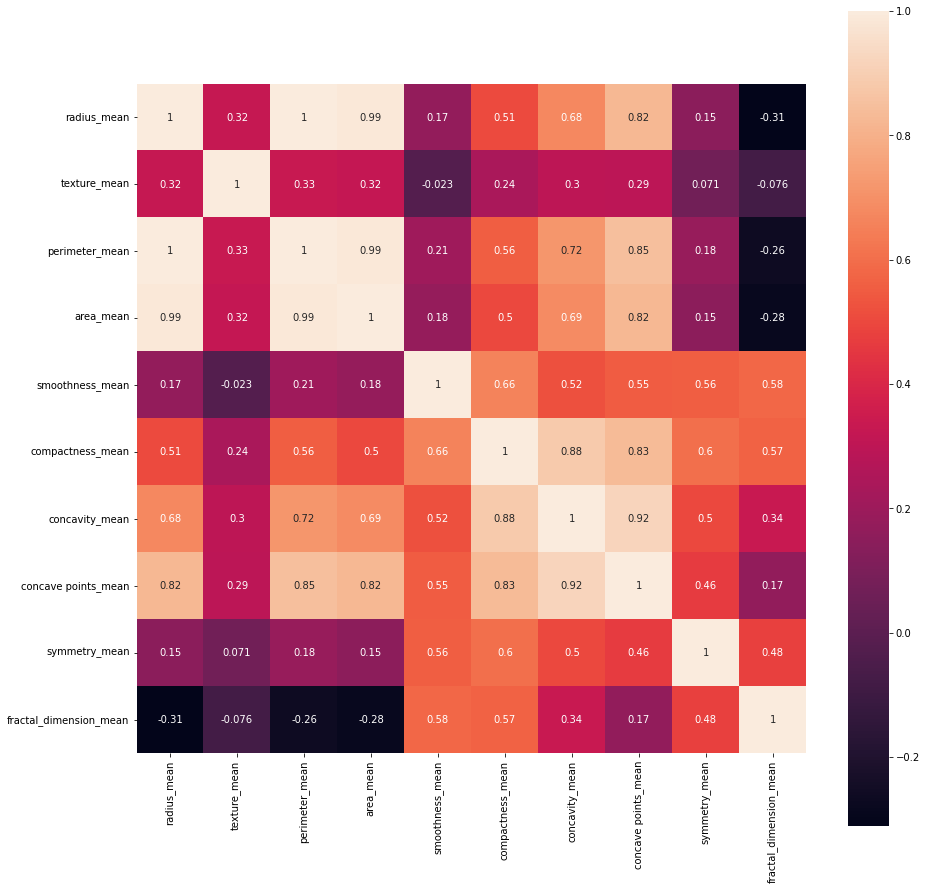 radius_mean 1 0.32 1 0.99 0.17 0.51 0.68 0.82 0.15 -0.31
texture_mean 0.32 1 0.33 0.32 -0.023 0.24 0.3 0.29 0.071 -0.076
perimeter_mean 1 0.33 1 0.99 0.21 0.56 0.72 0.85 0.18 -0.26
area_mean 0.99 0.32 0.99 1 0.18 0.5 0.69 0.82 0.15 -0.28
smoothness_mean 0.17 -0.023 0.21 0.18 1 0.66 0.52 0.55 0.56 0.58
compactness_mean 0.51 0.24 0.56 0.5 0.66 1 0.88 0.83 0.6 0.57
concavity_mean 0.68 0.3 0.72 0.69 0.52 0.88 1 0.92 0.5 0.34
concave points_mean 0.82 0.29 0.85 0.82 0.55 0.83 0.92 1 0.46 0.17
symmetry_mean 0.15 0.071 0.18 0.15 0.56 0.6 0.5 0.46 1 0.48
fractal_dimension_mean -0.31 -0.076 -0.26 -0.28 0.58 0.57 0.34 0.17 0.48 1
radius_mean
texture_mean
perimeter_mean
area_mean
smoothness_mean
compactness_mean
concavity_mean
concave points_mean
symmetry_mean
fractal_dimension_mean
1.0
0.8
0.6
0.4
0.2
0.0
−0.2